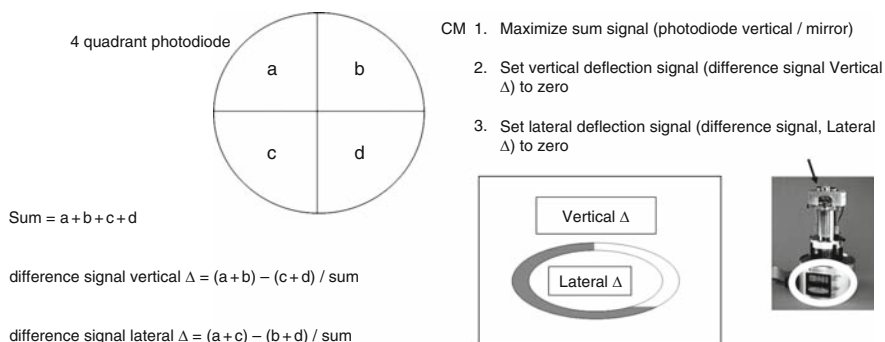 4 quadrant photodiode
a
b
c
d
Sum = a + b + c + d
difference signal vertical Δ = (a + b) – (c + d) / sum
difference signal lateral Δ = (a + c) – (b + d) / sum
CM 1. Maximize sum signal (photodiode vertical / mirror)
2. Set vertical deflection signal (difference signal Vertical
Δ) to zero
3. Set lateral deflection signal (difference signal, Lateral
Δ) to zero
Vertical Δ
Lateral Δ